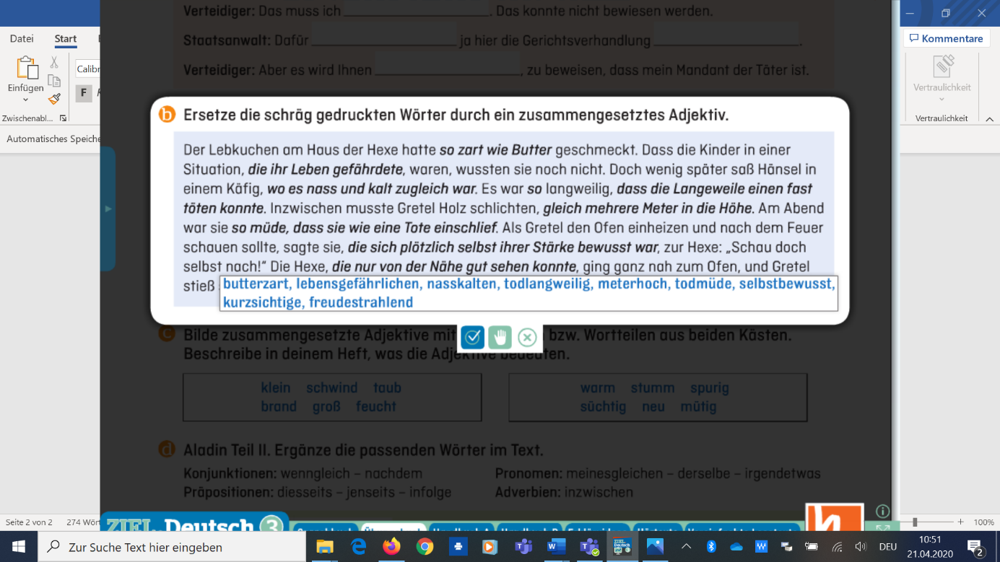 Verteidiger: Das muss ich ____. Das konnte nicht bewiesen werden.
Datei Start
Staatsanwalt: Dafür ____ ja hier die Gerichtsverhandlung ____.
Kommentare
Calibr
Verteidiger: Aber es wird Ihnen ____, zu beweisen, dass mein Mandant der Täter ist.
Einfügen
F
Vertraulichkeit
Zwischenabl...
Vertraulichkeit
b Ersetze die schräg gedruckten Wörter durch ein zusammengesetztes Adjektiv.
Automatisches Speiche
Der Lebkuchen am Haus der Hexe hatte so zart wie Butter geschmeckt. Dass die Kinder in einer
Situation, die ihr Leben gefährdete, waren, wussten sie noch nicht. Doch wenig später saß Hänsel in
einem Käfig, wo es nass und kalt zugleich war. Es war so langweilig, dass die Langeweile einen fast
töten konnte. Inzwischen musste Gretel Holz schlichten, gleich mehrere Meter in die Höhe. Am Abend
war sie so müde, dass sie wie eine Tote einschlief. Als Gretel den Ofen einheizen und nach dem Feuer
schauen sollte, sagte sie, die sich plötzlich selbst ihrer Stärke bewusst war, zur Hexe: „Schau doch
selbst nach!“ Die Hexe, die nur von der Nähe gut sehen konnte, ging ganz nah zum Ofen, und Gretel
stieß
butterzart, lebensgefährlichen, nasskalten, todlangweilig, meterhoch, todmüde, selbstbewusst,
kurzsichtige, freudestrahlend
c Bilde zusammengesetzte Adjektive mit bzw. Wortteilen aus beiden Kästen.
Beschreibe in deinem Heft, was die Adjektive bedeuten.
klein schwind taub
brand groß feucht
warm stumm spurig
süchtig neu mütig
d Aladin Teil II. Ergänze die passenden Wörter im Text.
Konjunktionen: wenngleich – nachdem
Pronomen: meinesgleichen – derselbe – irgendetwas
Präpositionen: diesseits – jenseits – infolge
Adverbien: inzwischen
Seite 2 von 2 274 Wört
ZIEL Deutsch 3
100%
Zur Suche Text hier eingeben
DEU
10:51
21.04.2020
2